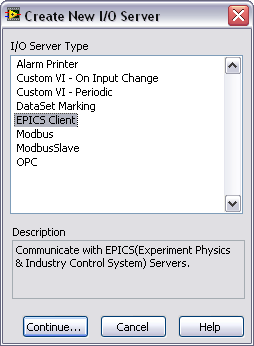 Create New I/O Server
I/O Server Type
Alarm Printer
Custom VI - On Input Change
Custom VI - Periodic
DataSet Marking
EPICS Client
Modbus
ModbusSlave
OPC
Description
Communicate with EPICS(Experiment Physics
& Industry Control System) Servers.
Continue...
Cancel
Help